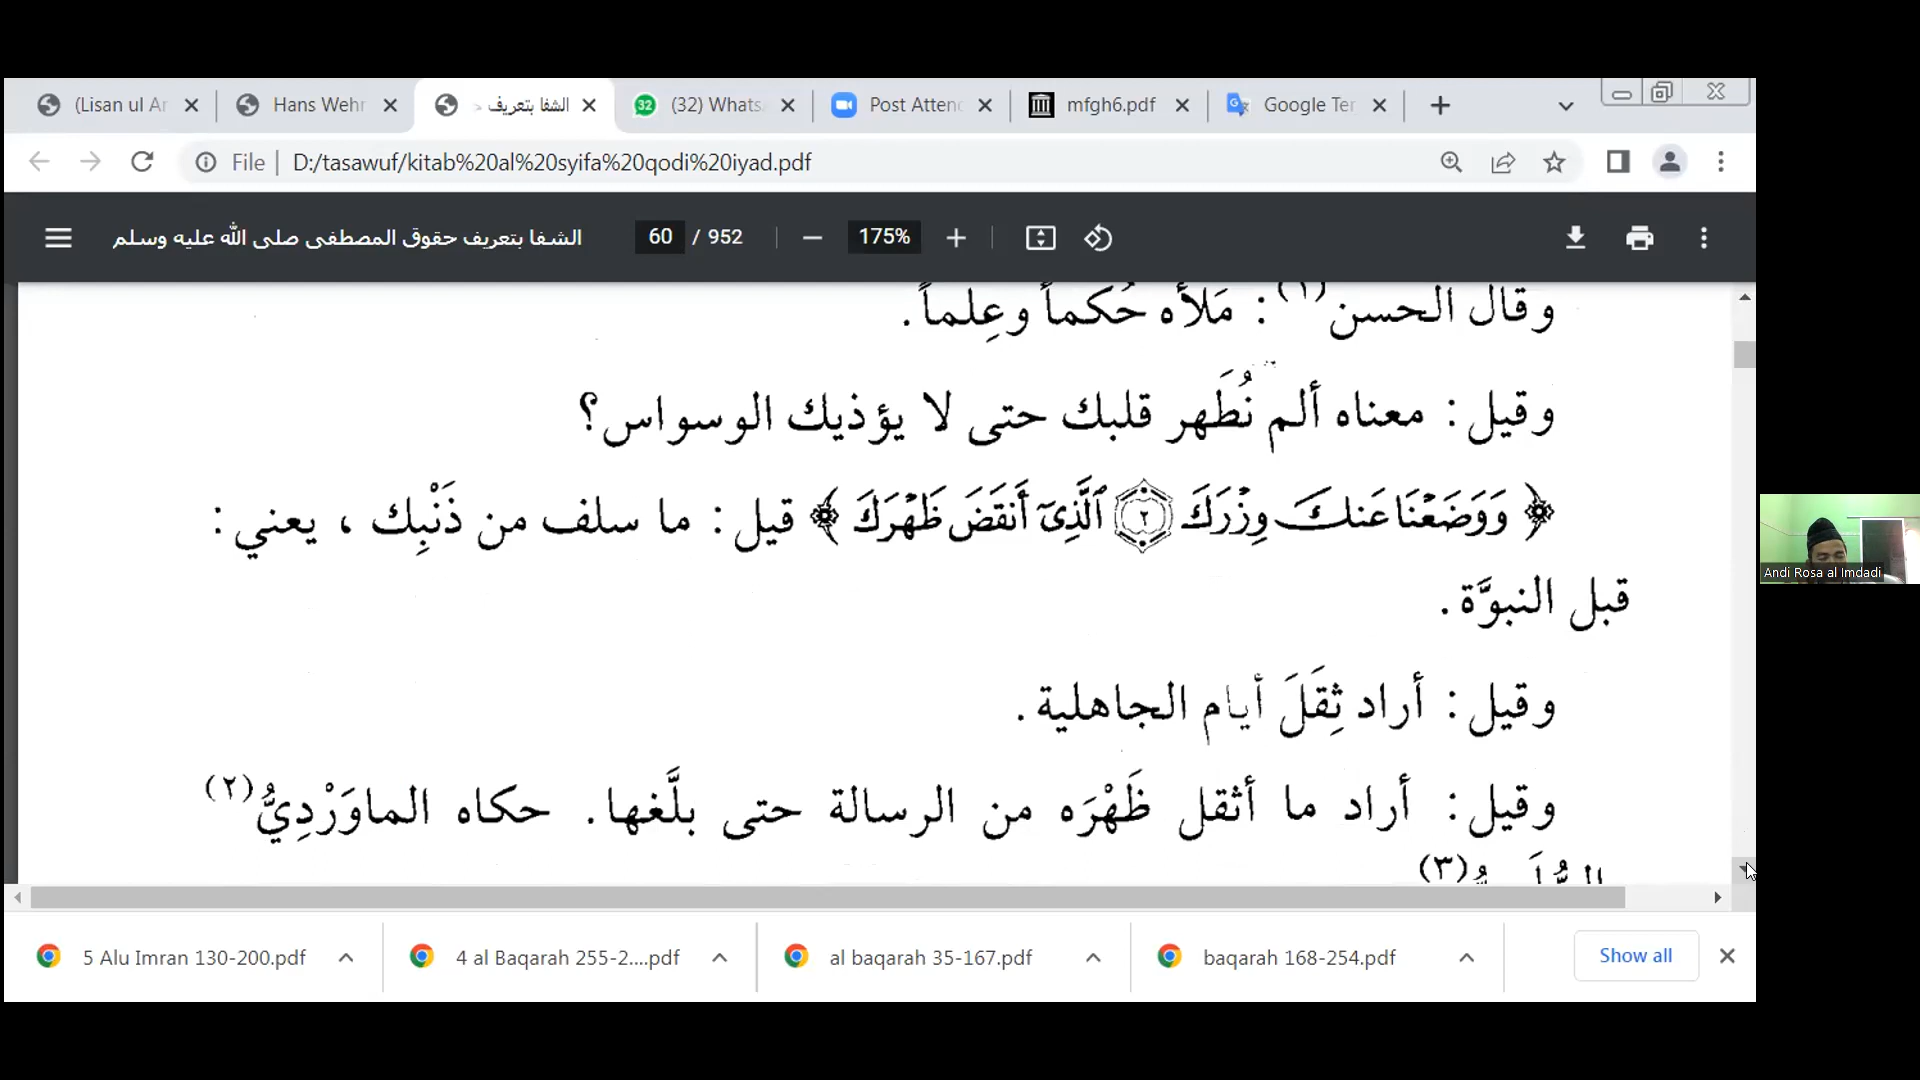 (Lisan ul Ar
Hans Wehr
الشفا بتعريف
(32) Whats
Post Attend
mfgh6.pdf
Google Ter
File | D:/tasawuf/kitab%20al%20syifa%20qodi%20iyad.pdf
الشفا بتعريف حقوق المصطفى صلى الله عليه وسلم
60 / 952
175%
وقال الحسن(١) : مَلأه حُكماً وعِلماً .
وقيل : معناه ألم نُطَهر قلبك حتى لا يؤذيك الوسواس؟
﴿ وَوَضَعْنَا عَنكَ وِزْرَكَ ٢ ٱلَّذِىٓ أَنقَضَ ظَهْرَكَ ﴾ قيل : ما سلف من ذَنْبِك ، يعني :
قبل النبوَّة .
وقيل : أراد ثِقَلَ أيام الجاهلية .
وقيل : أراد ما أثقل ظَهْرَه من الرسالة حتى بلَّغها . حكاه الماوَرْدِيُّ(٢)
(٣)
Andi Rosa al Imdadi
5 Alu Imran 130-200.pdf
4 al Baqarah 255-2....pdf
al baqarah 35-167.pdf
baqarah 168-254.pdf
Show all